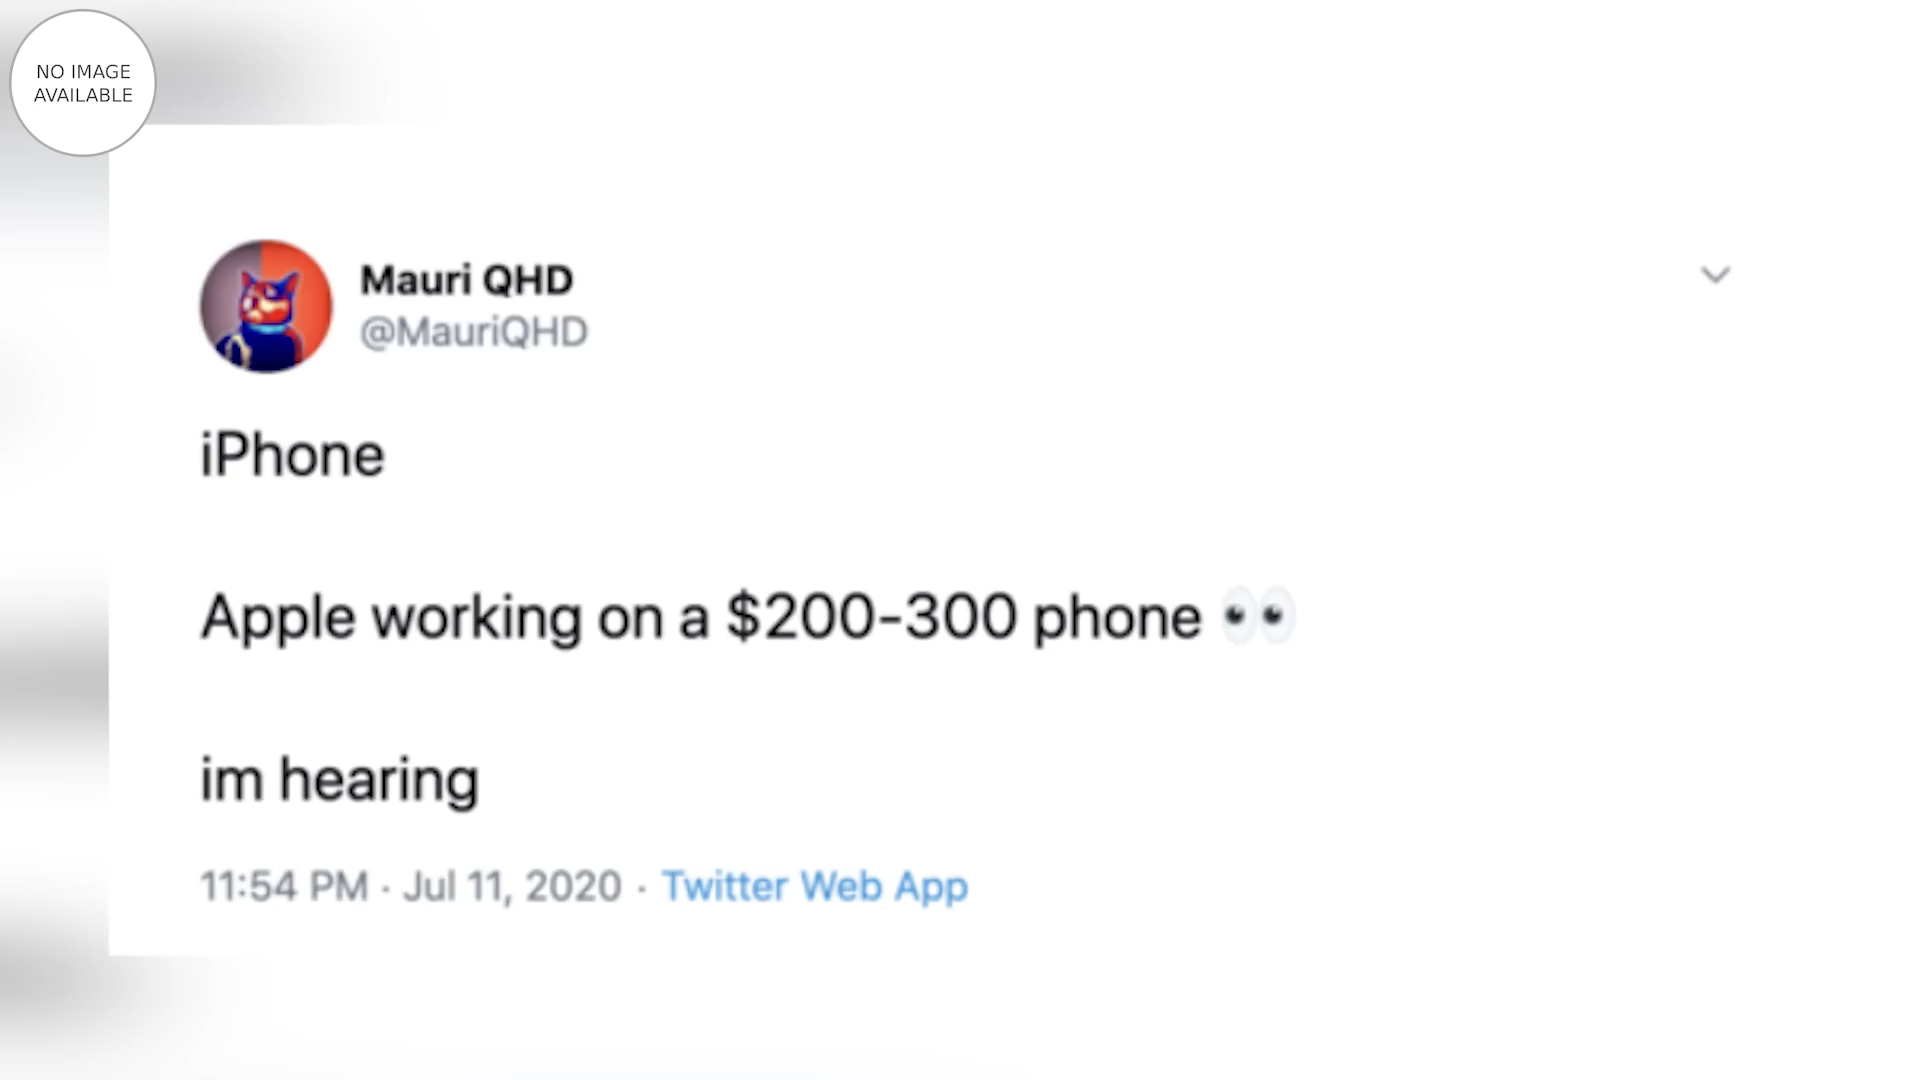 NO IMAGE
AVAILABLE
Mauri QHD
@MauriQHD
iPhone
Apple working on a $200-300 phone 👀
im hearing
11:54 PM · Jul 11, 2020 · Twitter Web App